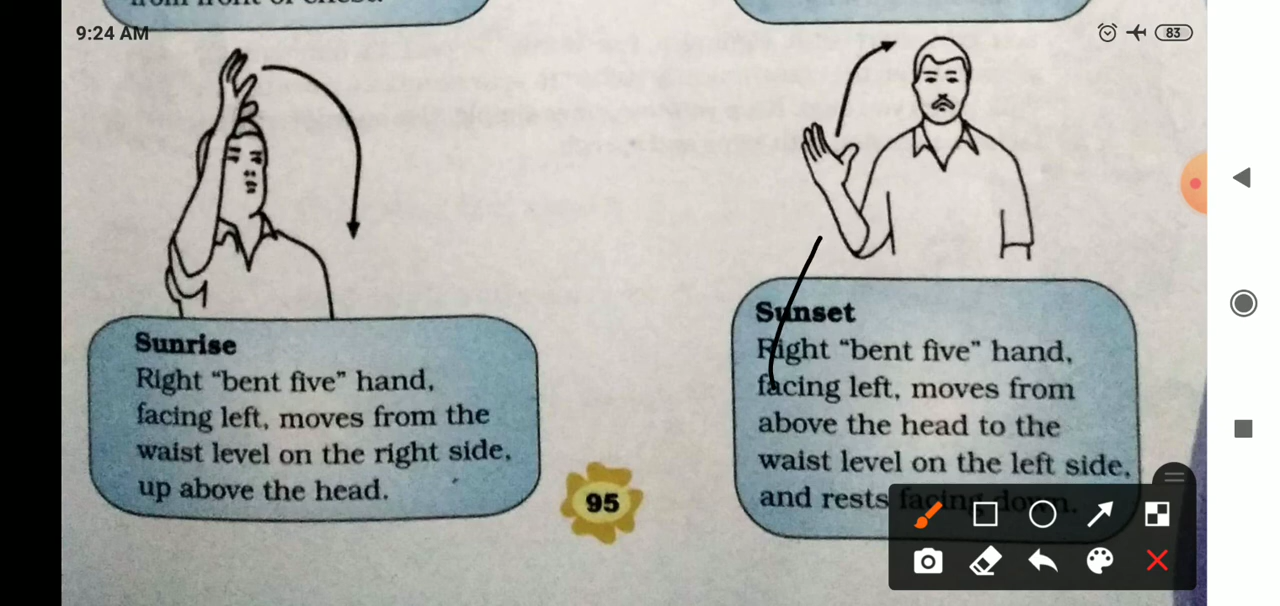 9:24 AM
83
Sunrise
Right “bent five” hand,
facing left, moves from the
waist level on the right side,
up above the head.
95
Sunset
Right “bent five” hand,
facing left, moves from
above the head to the
waist level on the left side,
and rests facing down.